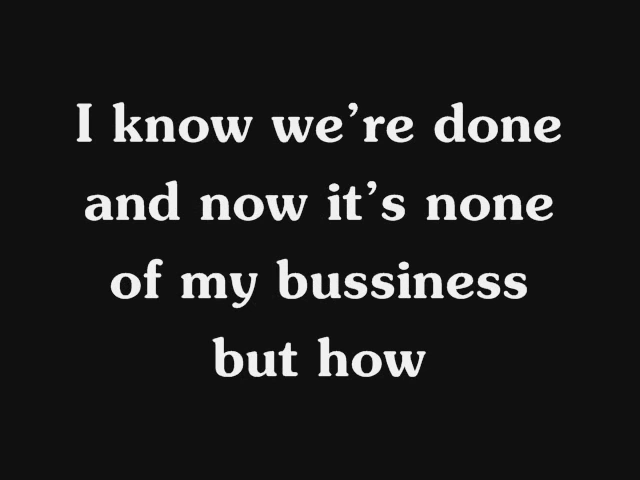 I know we’re done
and now it’s none
of my bussiness
but how